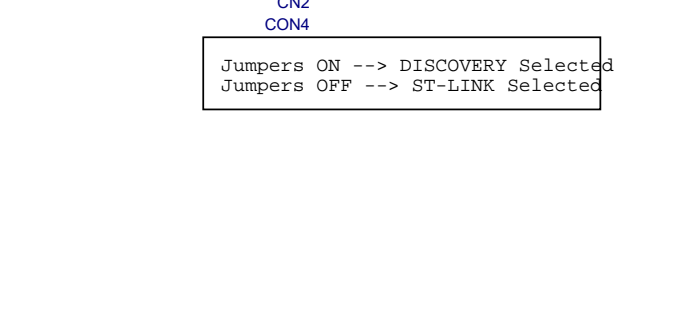 CN2
CON4
Jumpers ON --> DISCOVERY Selected
Jumpers OFF --> ST-LINK Selected